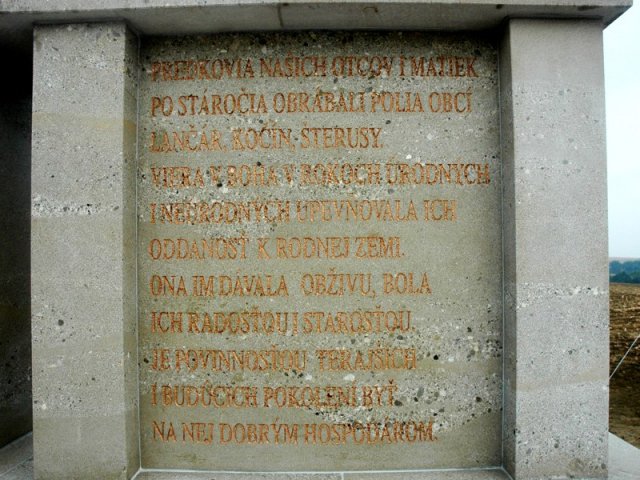 PREDKOVIA NAŠICH OTCOV I MATIEK
PO STÁROČIA OBRÁBALI POLIA OBCÍ
LANČÁR, KOČÍN, ŠTERUSY.
VIERA V BOHA V ROKOCH ÚRODNÝCH
I NEÚRODNÝCH UPEVŇOVALA ICH
ODDANOSŤ K RODNEJ ZEMI.
ONA IM DÁVALA OBŽIVU, BOLA
ICH RADOSŤOU I STAROSŤOU.
JE POVINNOSŤOU TERAJŠÍCH
I BUDÚCICH POKOLENÍ BYŤ
NA NEJ DOBRÝM HOSPODÁROM.